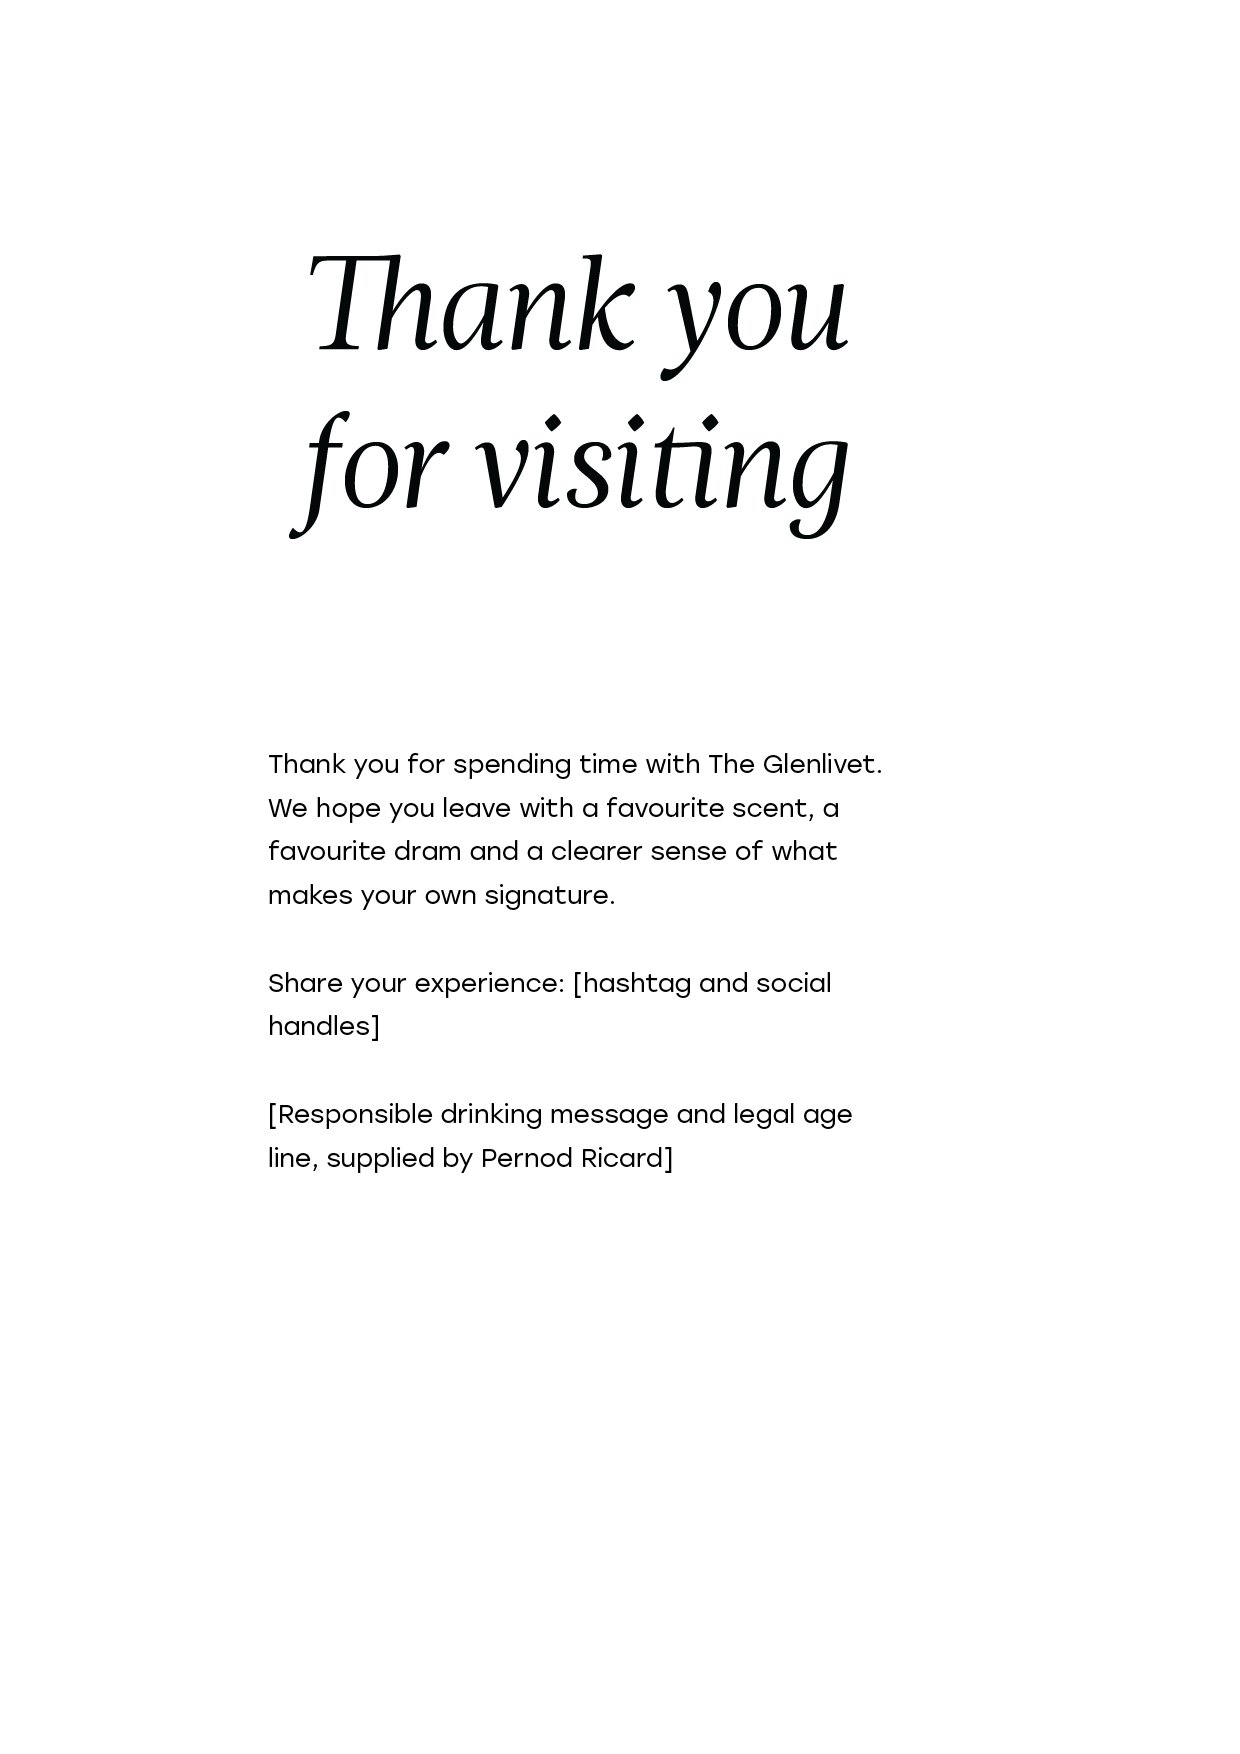 Thank you
for visiting
Thank you for spending time with The Glenlivet.
We hope you leave with a favourite scent, a
favourite dram and a clearer sense of what
makes your own signature.
Share your experience: [hashtag and social
handles]
[Responsible drinking message and legal age
line, supplied by Pernod Ricard]